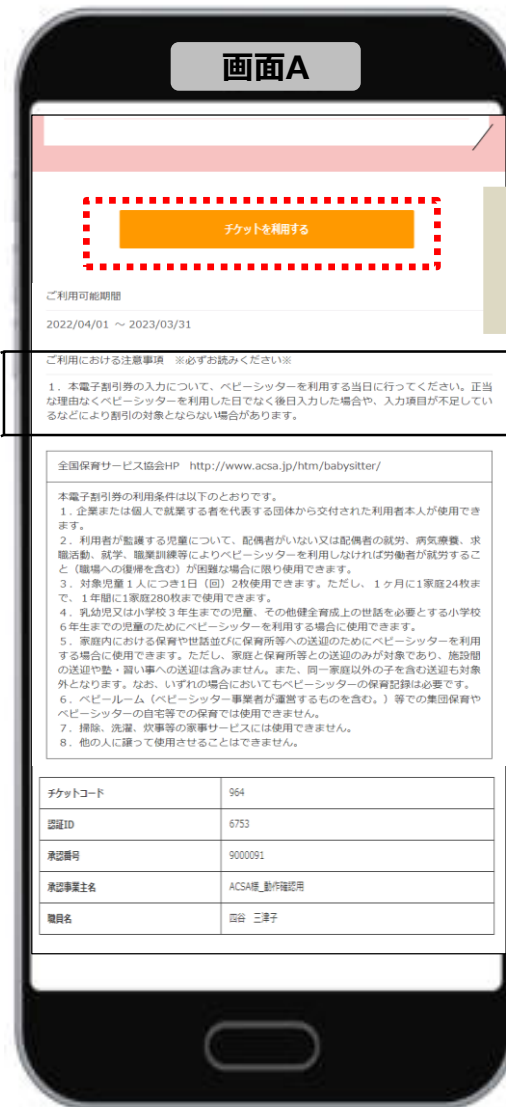 画面A
チケットを利用する
ご利用可能期間
2022/04/01 ～ 2023/03/31
ご利用における注意事項　※必ずお読みください※
1．本電子割引券の入力について、ベビーシッターを利用する当日に行ってください。正当
な理由なくベビーシッターを利用した日でなく後日入力した場合や、入力項目が不足してい
るなどにより割引の対象とならない場合があります。
全国保育サービス協会HP　http://www.acsa.jp/htm/babysitter/
本電子割引券の利用条件は以下のとおりです。
1．企業または個人で就業する者を代表する団体から交付された利用者本人が使用でき
ます。
2．利用者が監護する児童について、配偶者がいない又は配偶者の就労、病気療養、求
職活動、就学、職業訓練等によりベビーシッターを利用しなければ労働者が就労するこ
と（職場への復帰を含む）が困難な場合に限り使用できます。
3．対象児童1人につき1日（回）2枚使用できます。ただし、1ヶ月に1家庭24枚ま
で、1年間に1家庭280枚まで使用できます。
4．乳幼児又は小学校3年生までの児童、その他健全育成上の世話を必要とする小学校
6年生までの児童のためにベビーシッターを利用する場合に使用できます。
5．家庭内における保育や世話並びに保育所等への送迎のためにベビーシッターを利用
する場合に使用できます。ただし、家庭と保育所等との送迎のみが対象であり、施設間
の送迎や塾・習い事への送迎は含みません。また、同一家庭以外の子を含む送迎も対象
外となります。なお、いずれの場合においてもベビーシッターの保育記録は必要です。
6．ベビールーム（ベビーシッター事業者が運営するものを含む。）等での集団保育や
ベビーシッターの自宅等での保育では使用できません。
7．掃除、洗濯、炊事等の家事サービスには使用できません。
8．他の人に譲って使用させることはできません。
チケットコード　964
認証ID　6753
承認番号　9000091
承認事業主名　ACSA様_動作確認用
職員名　四谷　三津子